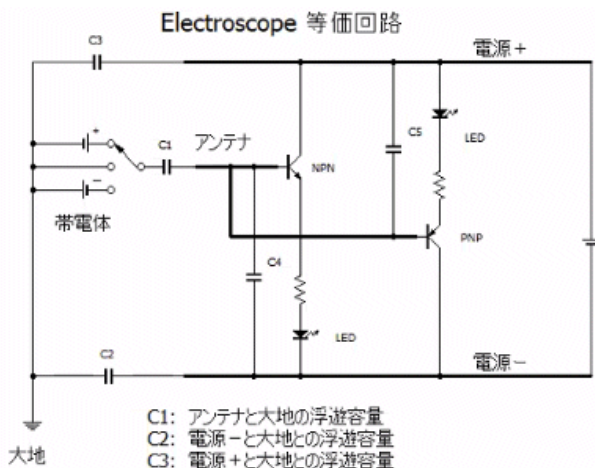 Electroscope 等価回路
C3
電源+
C1
アンテナ
C5
LED
NPN
+
−
帯電体
PNP
C4
LED
C2
電源−
大地
C1: アンテナと大地の浮遊容量
C2: 電源−と大地との浮遊容量
C3: 電源+と大地との浮遊容量